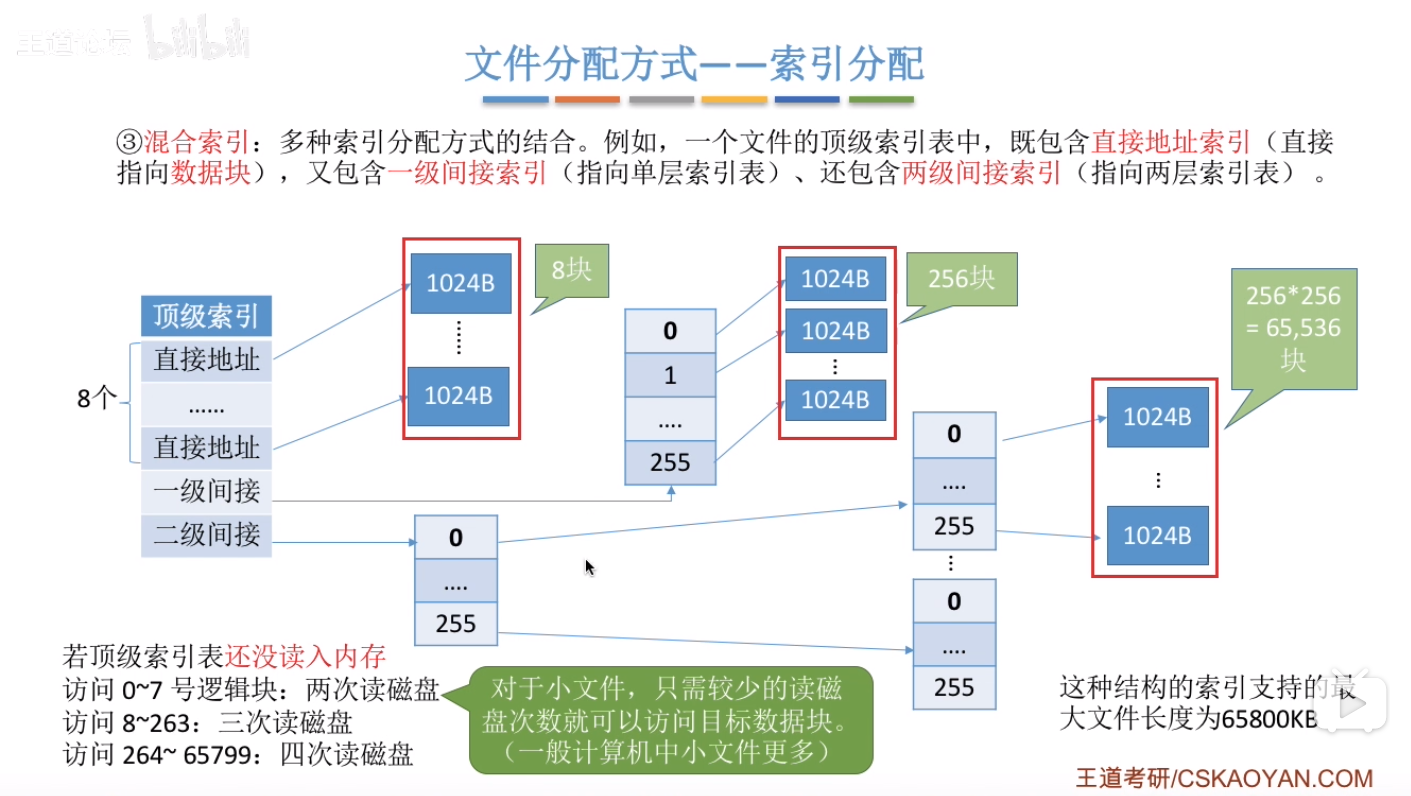 王道论坛 bilibili
文件分配方式——索引分配
③混合索引：多种索引分配方式的结合。例如，一个文件的顶级索引表中，既包含直接地址索引（直接
指向数据块），又包含一级间接索引（指向单层索引表）、还包含两级间接索引（指向两层索引表）。
顶级索引
直接地址
......
直接地址
一级间接
二级间接
8个
1024B
1024B
8块
0
1
....
255
1024B
1024B
1024B
256块
0
....
255
0
....
255
0
....
255
1024B
1024B
256*256
= 65,536
块
若顶级索引表还没读入内存
访问 0~7 号逻辑块：两次读磁盘
访问 8~263：三次读磁盘
访问 264~ 65799：四次读磁盘
对于小文件，只需较少的读磁
盘次数就可以访问目标数据块。
（一般计算机中小文件更多）
这种结构的索引支持的最
大文件长度为65800KB
王道考研/CSKAOYAN.COM